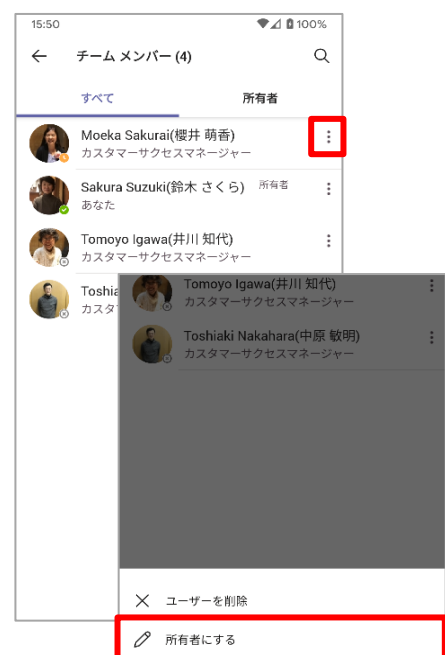 15:50 100%
チーム メンバー (4)
すべて 所有者
Moeka Sakurai(櫻井 萌香)
カスタマーサクセスマネージャー
Sakura Suzuki(鈴木 さくら) 所有者
あなた
Tomoyo Igawa(井川 知代)
カスタマーサクセスマネージャー
Toshia
カスタ
Tomoyo Igawa(井川 知代)
カスタマーサクセスマネージャー
Toshiaki Nakahara(中原 敏明)
カスタマーサクセスマネージャー
ユーザーを削除
所有者にする